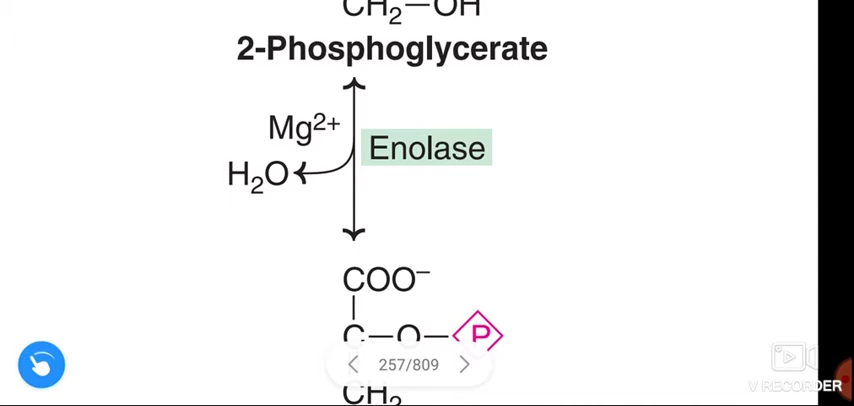 CH₂—OH
2-Phosphoglycerate
Mg²⁺
Enolase
H₂O
COO⁻
C—O—P
257/809
CH₂
V RECORDER